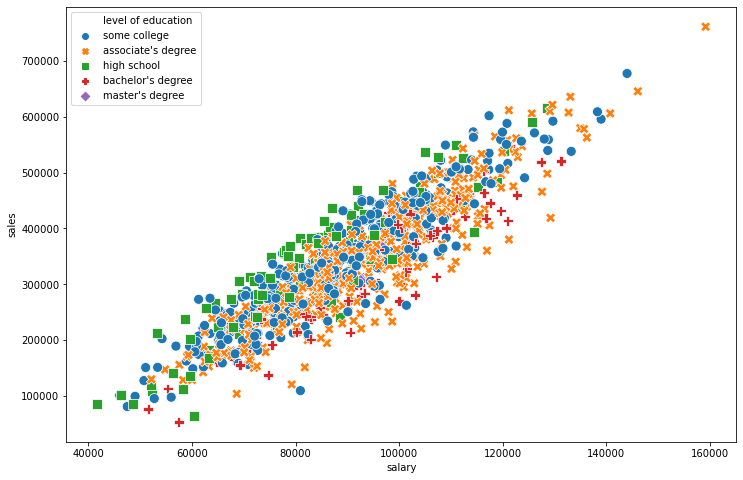 level of education
some college
associate's degree
high school
bachelor's degree
master's degree
700000
600000
500000
400000
300000
200000
100000
sales
40000 60000 80000 100000 120000 140000 160000
salary